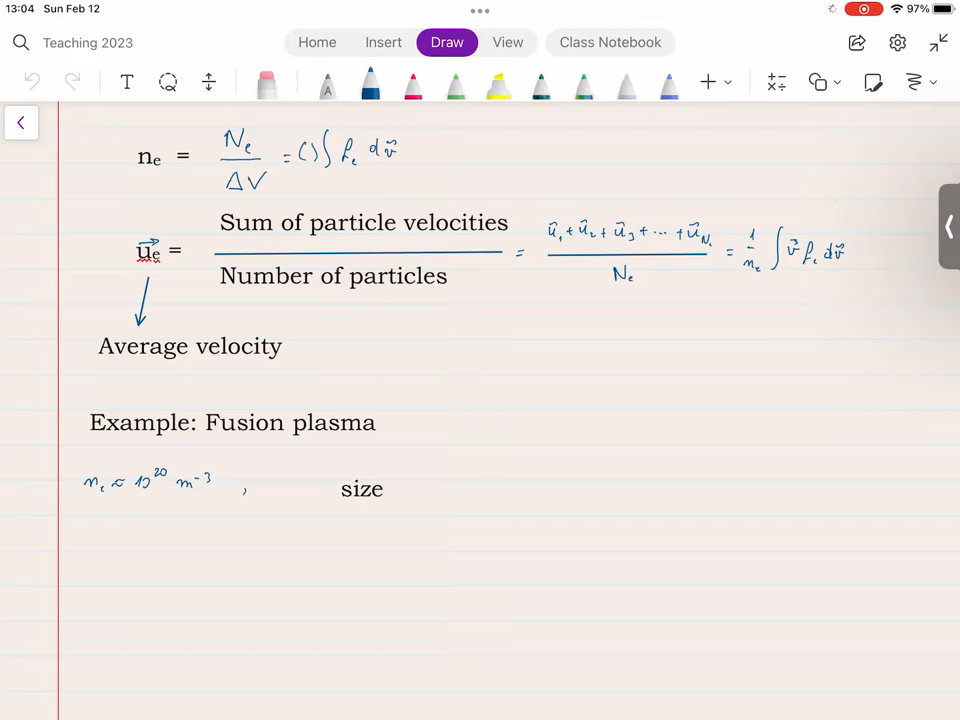 13:04 Sun Feb 12 97%
Teaching 2023 Home Insert Draw View Class Notebook
T A
nₑ = Nₑ / ΔV = ( ) ∫ fₑ dv⃗
u⃗ₑ = Sum of particle velocities / Number of particles = u⃗₁ + u⃗₂ + u⃗₃ + ... + u⃗_Nₑ / Nₑ = 1/nₑ ∫ v⃗ fₑ dv⃗
Average velocity
Example: Fusion plasma
nₑ ≈ 10²⁰ m⁻³ , size